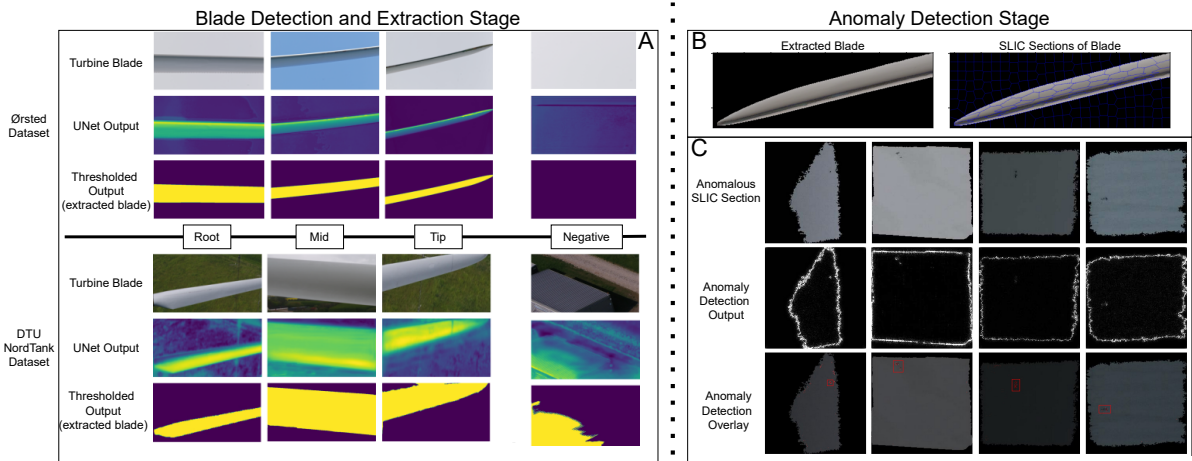 Blade Detection and Extraction Stage
A
Turbine Blade
Ørsted
Dataset
UNet Output
Thresholded
Output
(extracted blade)
Root
Mid
Tip
Negative
Turbine Blade
DTU
NordTank
Dataset
UNet Output
Thresholded
Output
(extracted blade)
Anomaly Detection Stage
B
Extracted Blade
SLIC Sections of Blade
C
Anomalous
SLIC Section
Anomaly
Detection
Output
Anomaly
Detection
Overlay